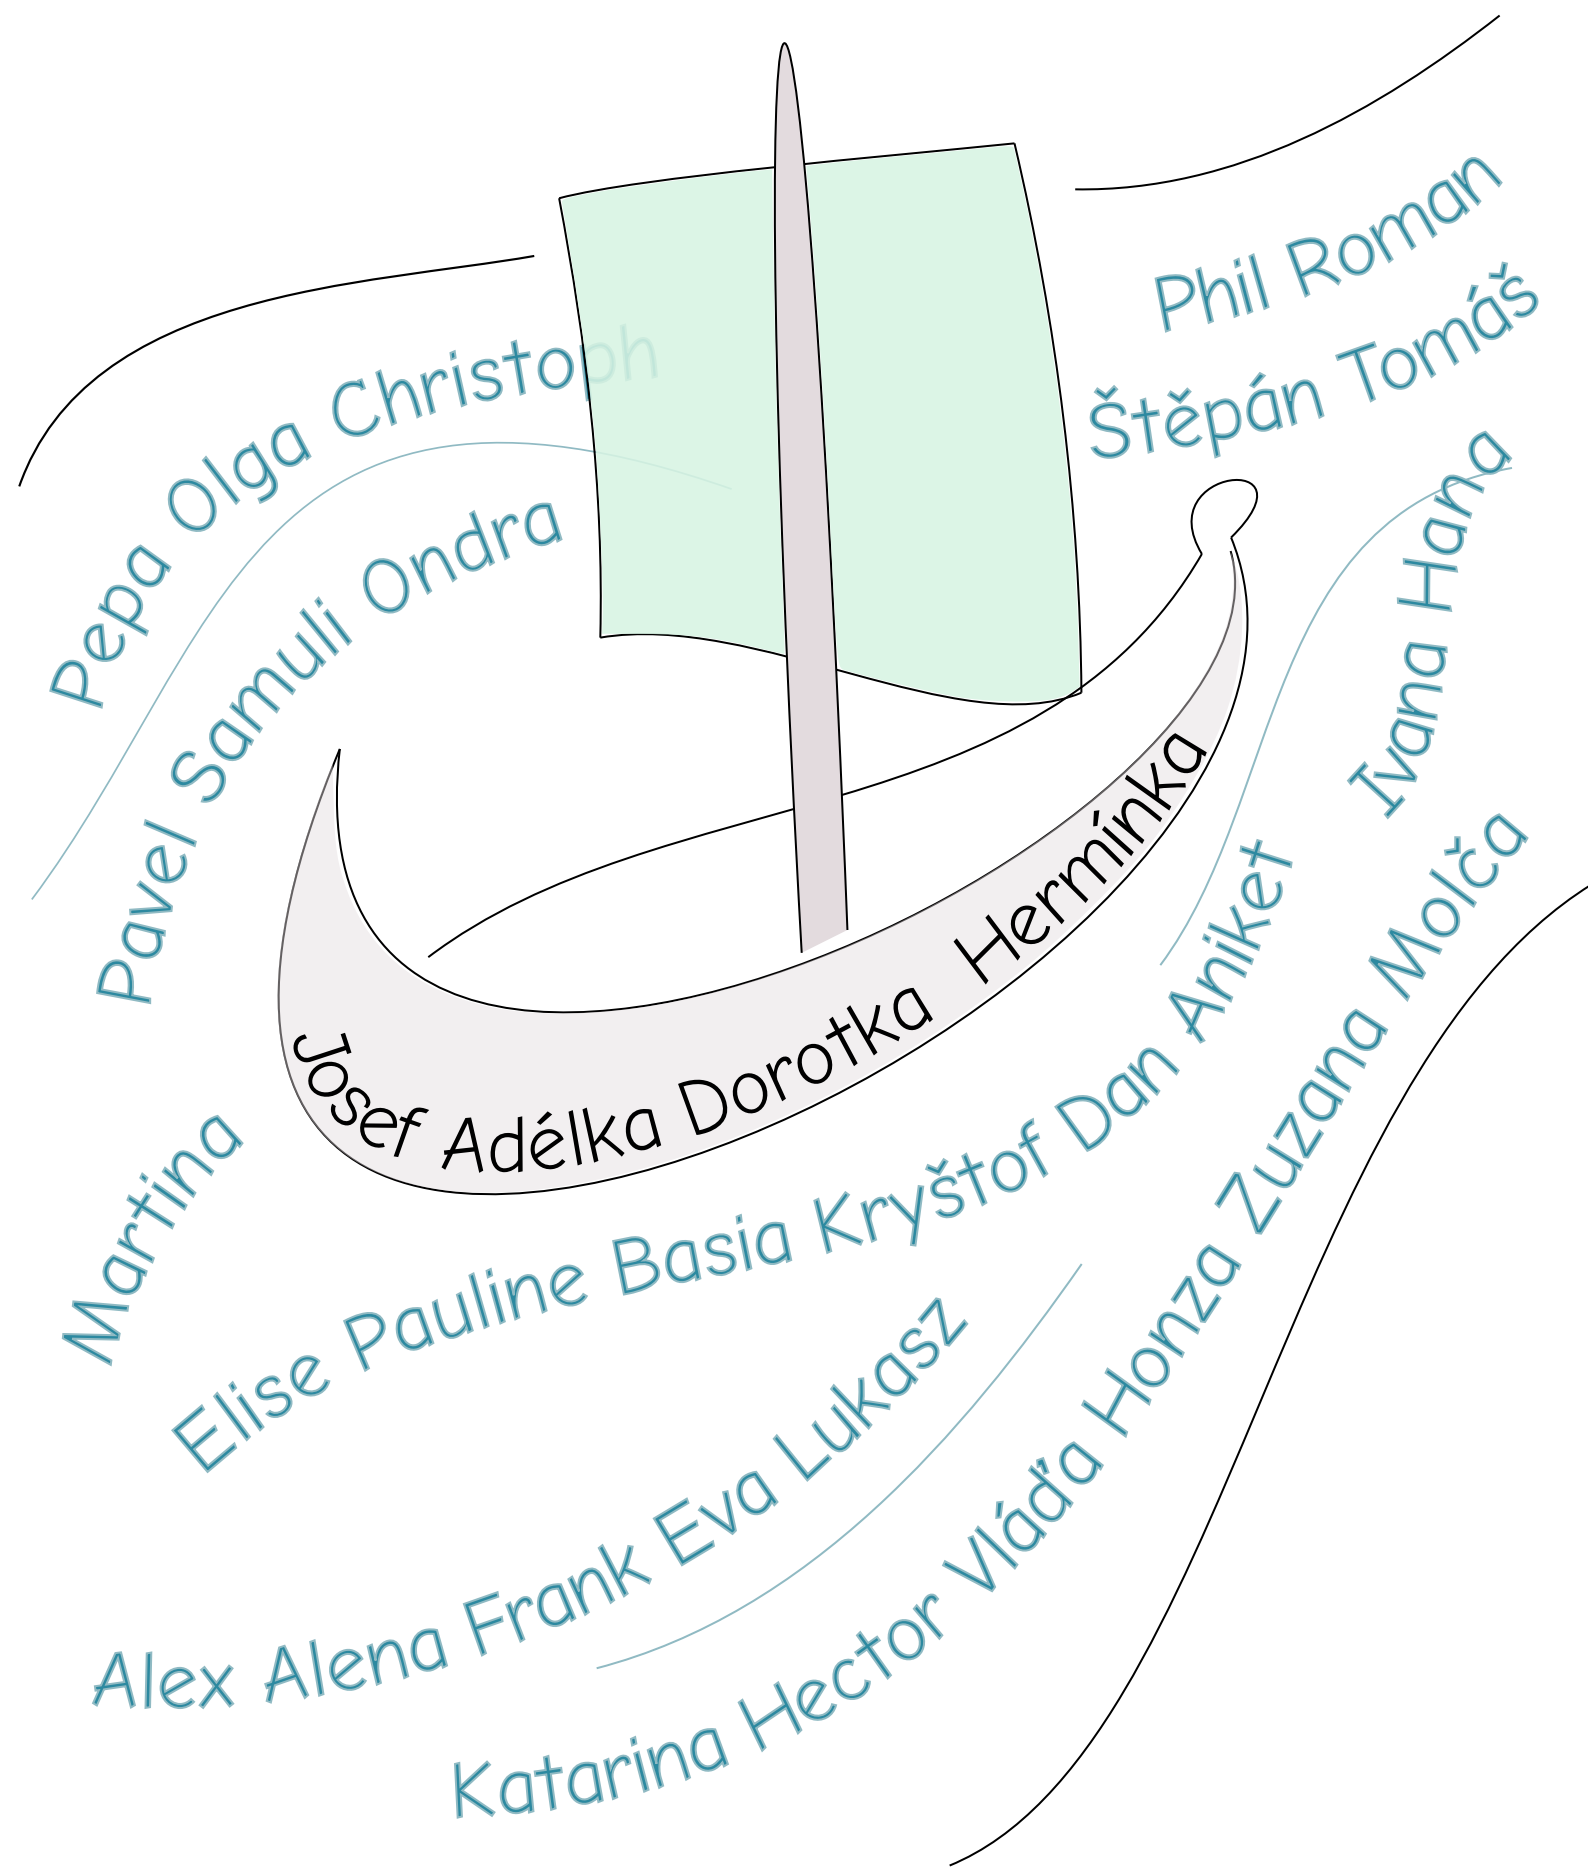 Phil Roman
Štěpán Tomáš
Pepa Olga Christoph
Pavel Samuli Ondra
Ivana Hana
Josef Adélka Dorotka Hermínka
Martina
Elise Pauline Basia Kryštof Dan Aniket
Alex Alena Frank Eva Lukasz
Katarina Hector Vláďa Honza Zuzana Molča